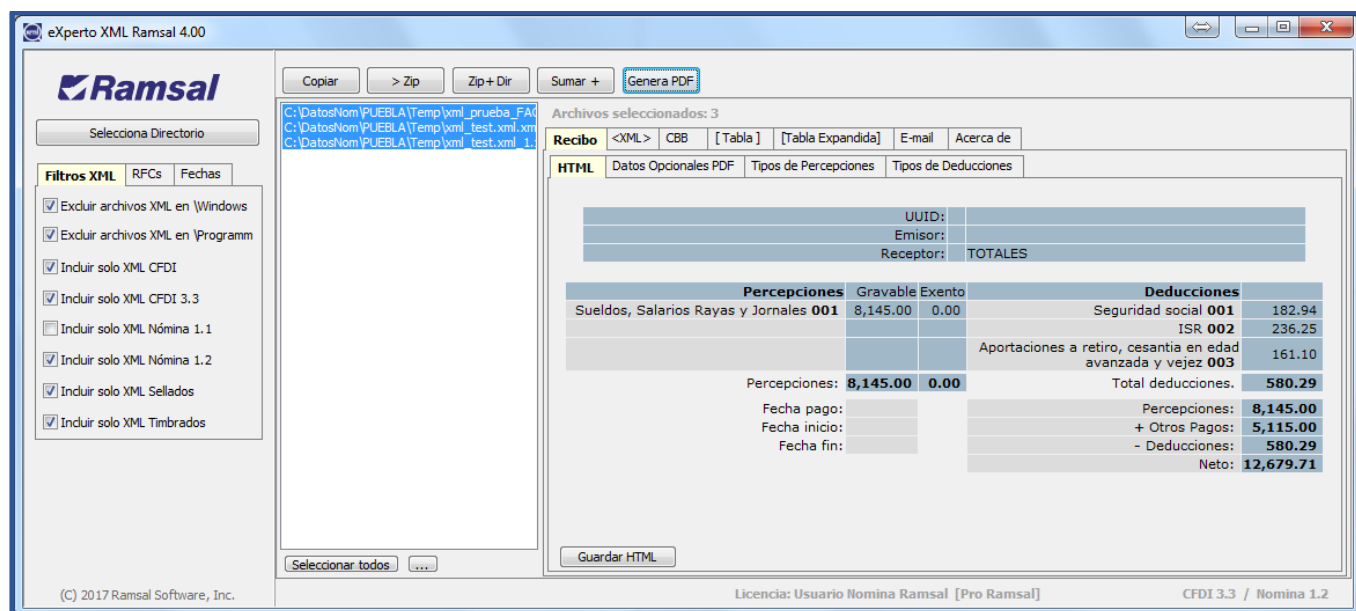 eXperto XML Ramsal 4.00
Ramsal
Selecciona Directorio
Filtros XML RFCs Fechas
Excluir archivos XML en \Windows
Excluir archivos XML en \Programm
Incluir solo XML CFDI
Incluir solo XML CFDI 3.3
Incluir solo XML Nómina 1.1
Incluir solo XML Nómina 1.2
Incluir solo XML Sellados
Incluir solo XML Timbrados
(C) 2017 Ramsal Software, Inc.
Copiar > Zip Zip+Dir Sumar + Genera PDF
C:\DatosNom\PUEBLA\Temp\xml_prueba_FAC
C:\DatosNom\PUEBLA\Temp\xml_test.xml.xm
C:\DatosNom\PUEBLA\Temp\xml_test.xml_1.
Seleccionar todos ...
Archivos seleccionados: 3
Recibo <XML> CBB [ Tabla ] [Tabla Expandida] E-mail Acerca de
HTML Datos Opcionales PDF Tipos de Percepciones Tipos de Deducciones
UUID:
Emisor:
Receptor: TOTALES
Percepciones Gravable Exento Deducciones
Sueldos, Salarios Rayas y Jornales 001 8,145.00 0.00 Seguridad social 001 182.94
ISR 002 236.25
Aportaciones a retiro, cesantia en edad
avanzada y vejez 003 161.10
Percepciones: 8,145.00 0.00 Total deducciones. 580.29
Fecha pago: Percepciones: 8,145.00
Fecha inicio: + Otros Pagos: 5,115.00
Fecha fin: - Deducciones: 580.29
Neto: 12,679.71
Guardar HTML
Licencia: Usuario Nomina Ramsal [Pro Ramsal] CFDI 3.3 / Nomina 1.2